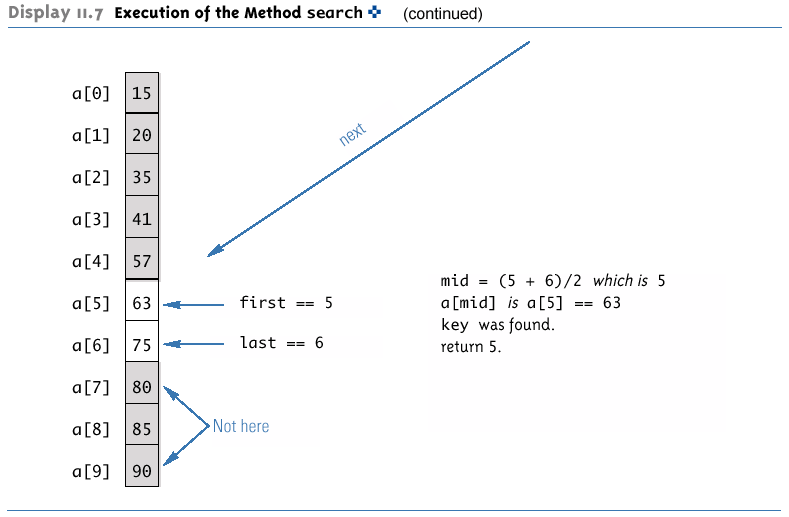 Display 11.7 Execution of the Method search (continued)
next
a[0] 15
a[1] 20
a[2] 35
a[3] 41
a[4] 57
a[5] 63 first == 5
a[6] 75 last == 6
a[7] 80
a[8] 85 Not here
a[9] 90
mid = (5 + 6)/2 which is 5
a[mid] is a[5] == 63
key was found.
return 5.